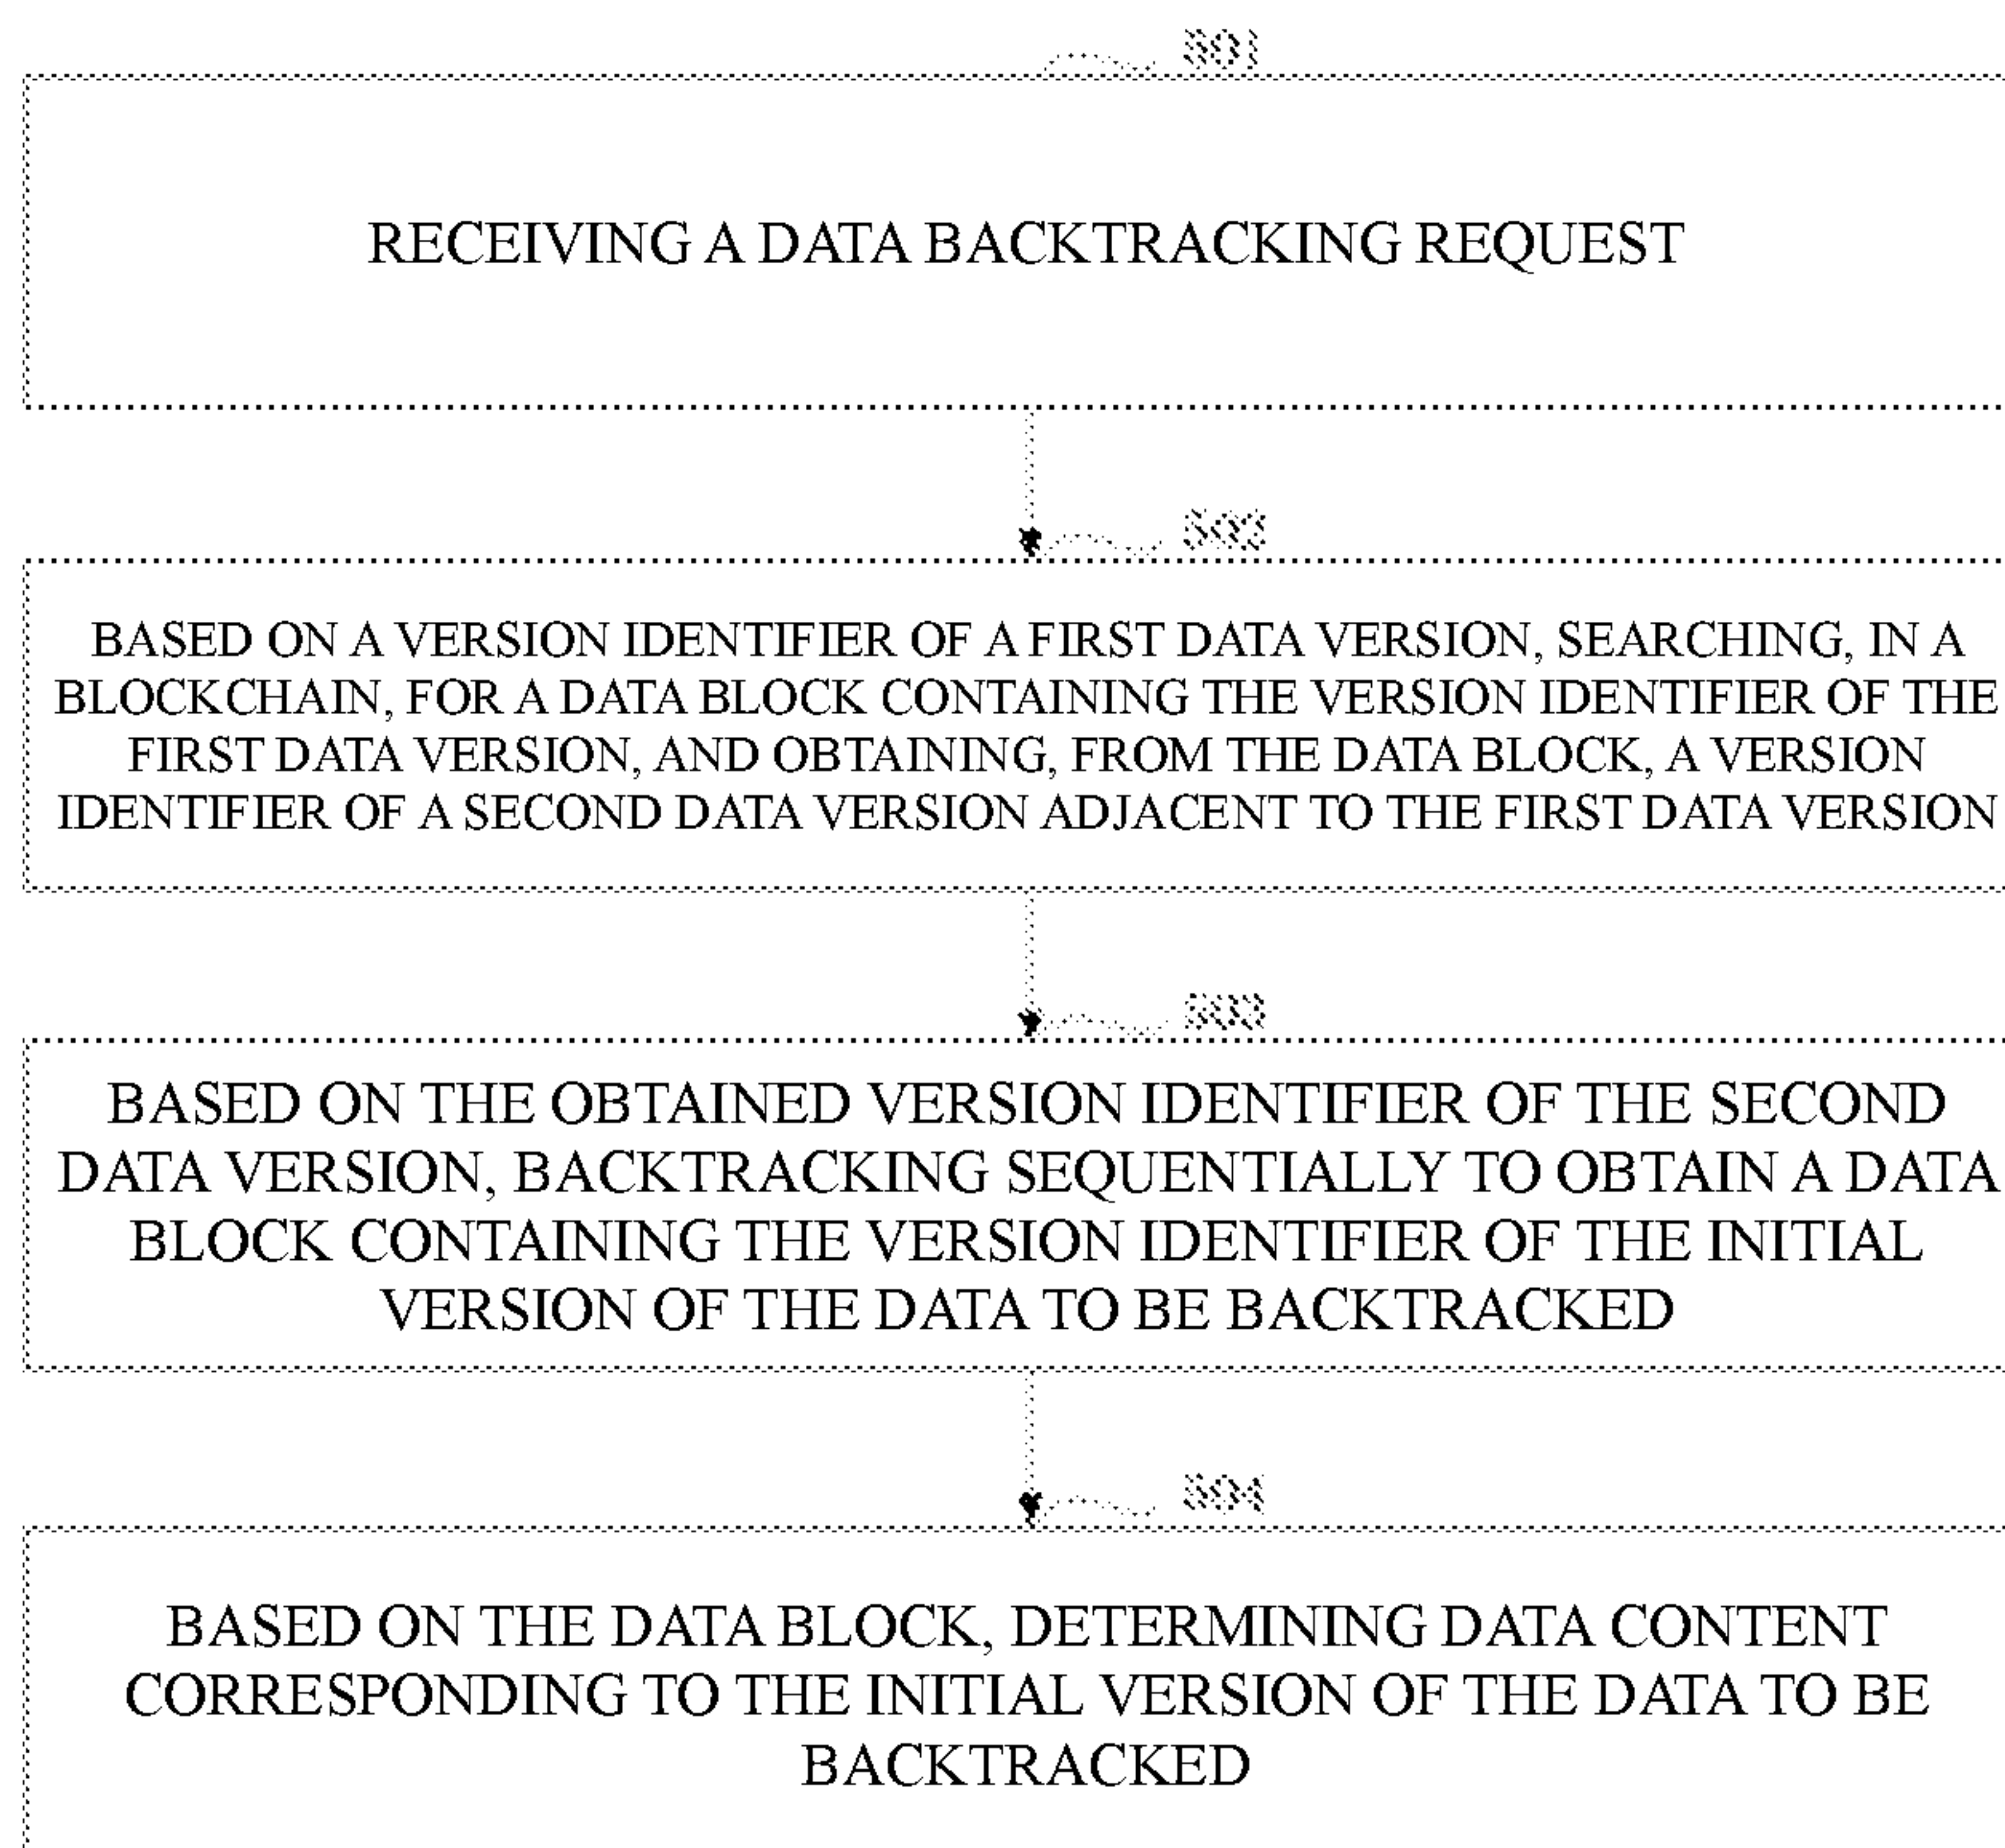 RECEIVING A DATA BACKTRACKING REQUEST
BASED ON A VERSION IDENTIFIER OF A FIRST DATA VERSION, SEARCHING, IN A
BLOCKCHAIN, FOR A DATA BLOCK CONTAINING THE VERSION IDENTIFIER OF THE
FIRST DATA VERSION, AND OBTAINING, FROM THE DATA BLOCK, A VERSION
IDENTIFIER OF A SECOND DATA VERSION ADJACENT TO THE FIRST DATA VERSION
BASED ON THE OBTAINED VERSION IDENTIFIER OF THE SECOND
DATA VERSION, BACKTRACKING SEQUENTIALLY TO OBTAIN A DATA
BLOCK CONTAINING THE VERSION IDENTIFIER OF THE INITIAL
VERSION OF THE DATA TO BE BACKTRACKED
BASED ON THE DATA BLOCK, DETERMINING DATA CONTENT
CORRESPONDING TO THE INITIAL VERSION OF THE DATA TO BE
BACKTRACKED